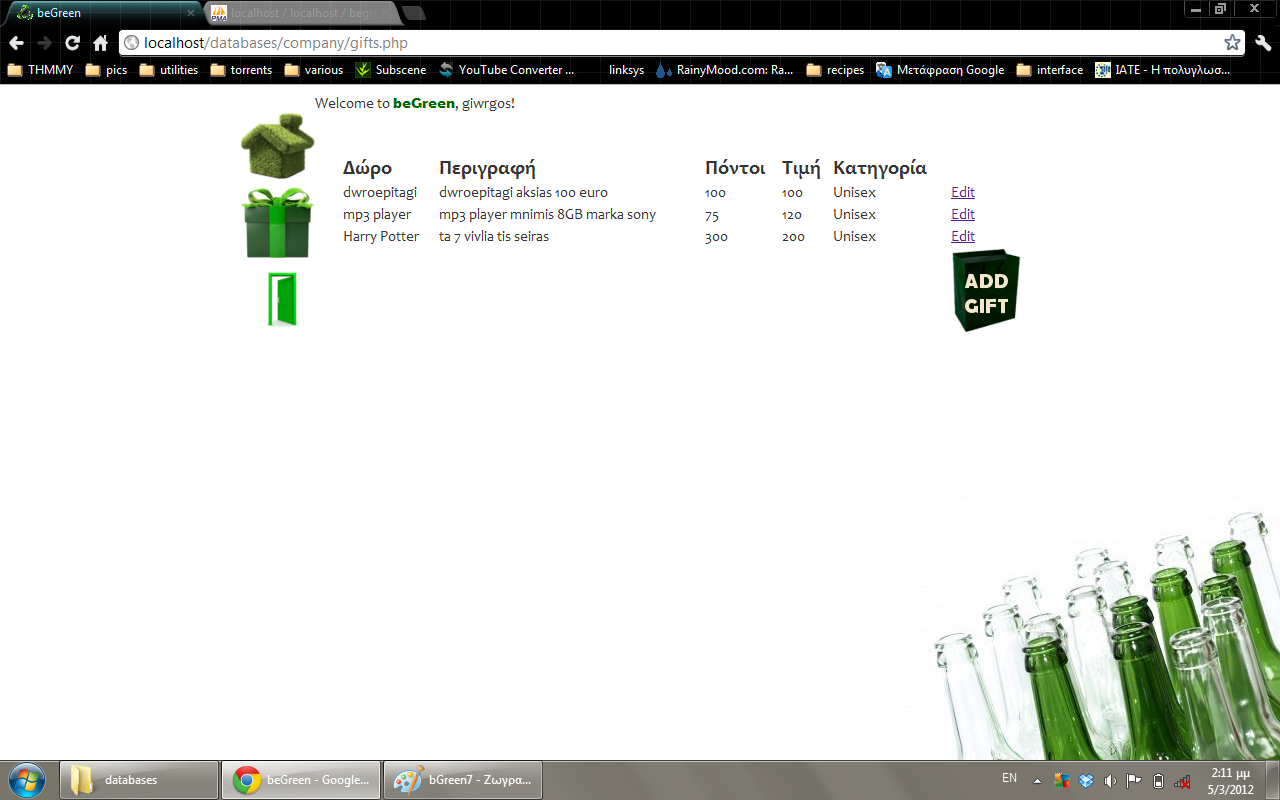 beGreen
localhost / localhost / begr
localhost/databases/company/gifts.php
THMMY pics utilities torrents various Subscene YouTube Converter ... linksys RainyMood.com: Ra... recipes Μετάφραση Google interface IATE - Η πολυγλωσ...
Welcome to beGreen, giwrgos!
Δώρο Περιγραφή Πόντοι Τιμή Κατηγορία
dwroepitagi dwroepitagi aksias 100 euro 100 100 Unisex Edit
mp3 player mp3 player mnimis 8GB marka sony 75 120 Unisex Edit
Harry Potter ta 7 vivlia tis seiras 300 200 Unisex Edit
ADD
GIFT
databases beGreen - Google... bGreen7 - Ζωγρα... EN 2:11 μμ
5/3/2012